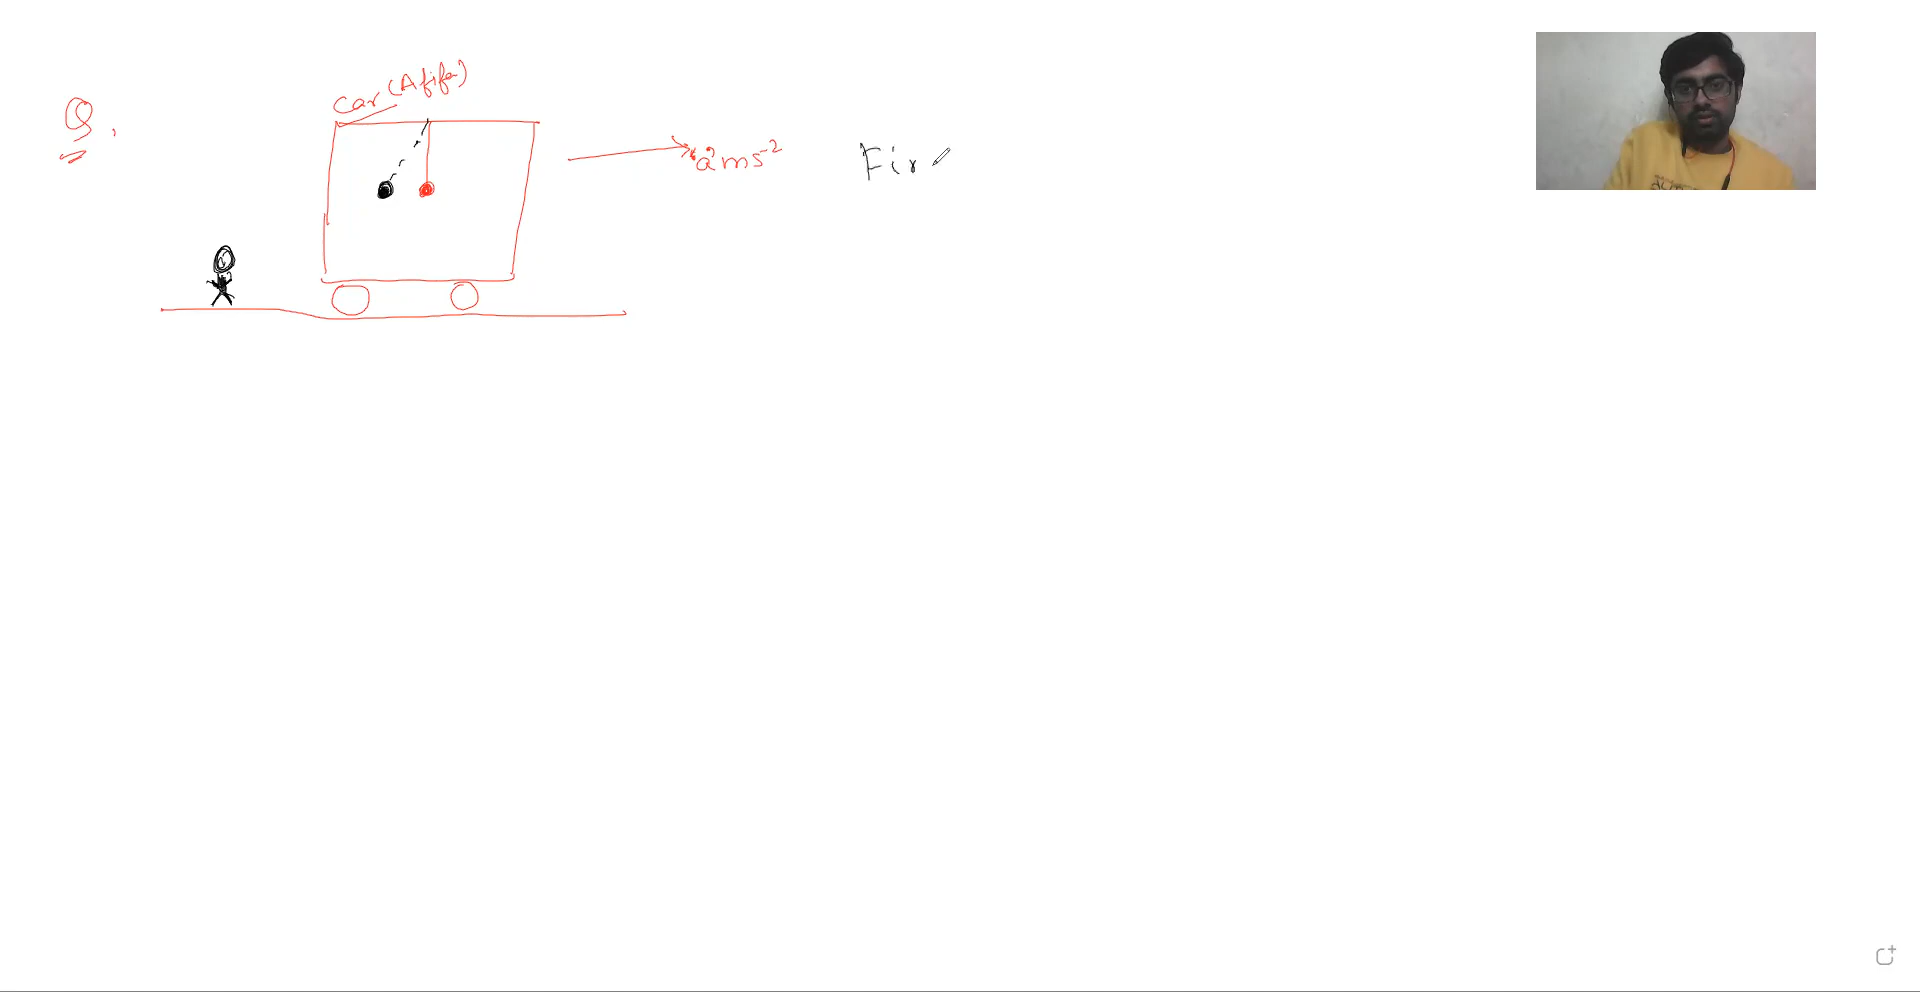 Q.
Car (Afifa)
"a" ms⁻²
Fir